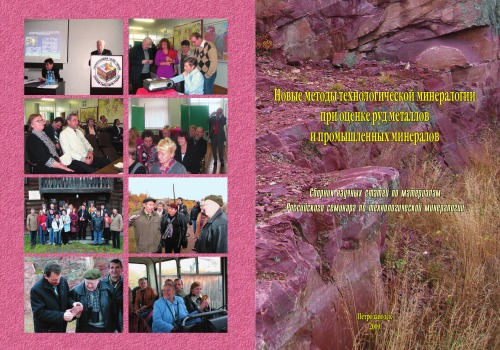 Новые методы технологической минералогии
при оценке руд металлов
и промышленных минералов
Сборник научных статей по материалам
Российского семинара по технологической минералогии
Петрозаводск
2009